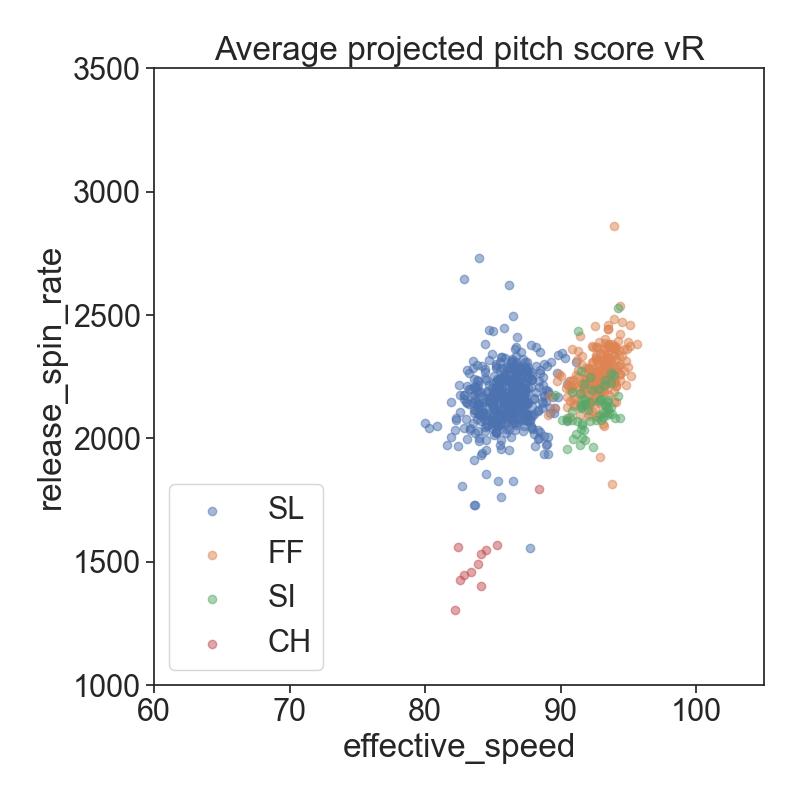 Average projected pitch score vR
3500
3000
2500
2000
1500
1000
release_spin_rate
SL
FF
SI
CH
60 70 80 90 100
effective_speed